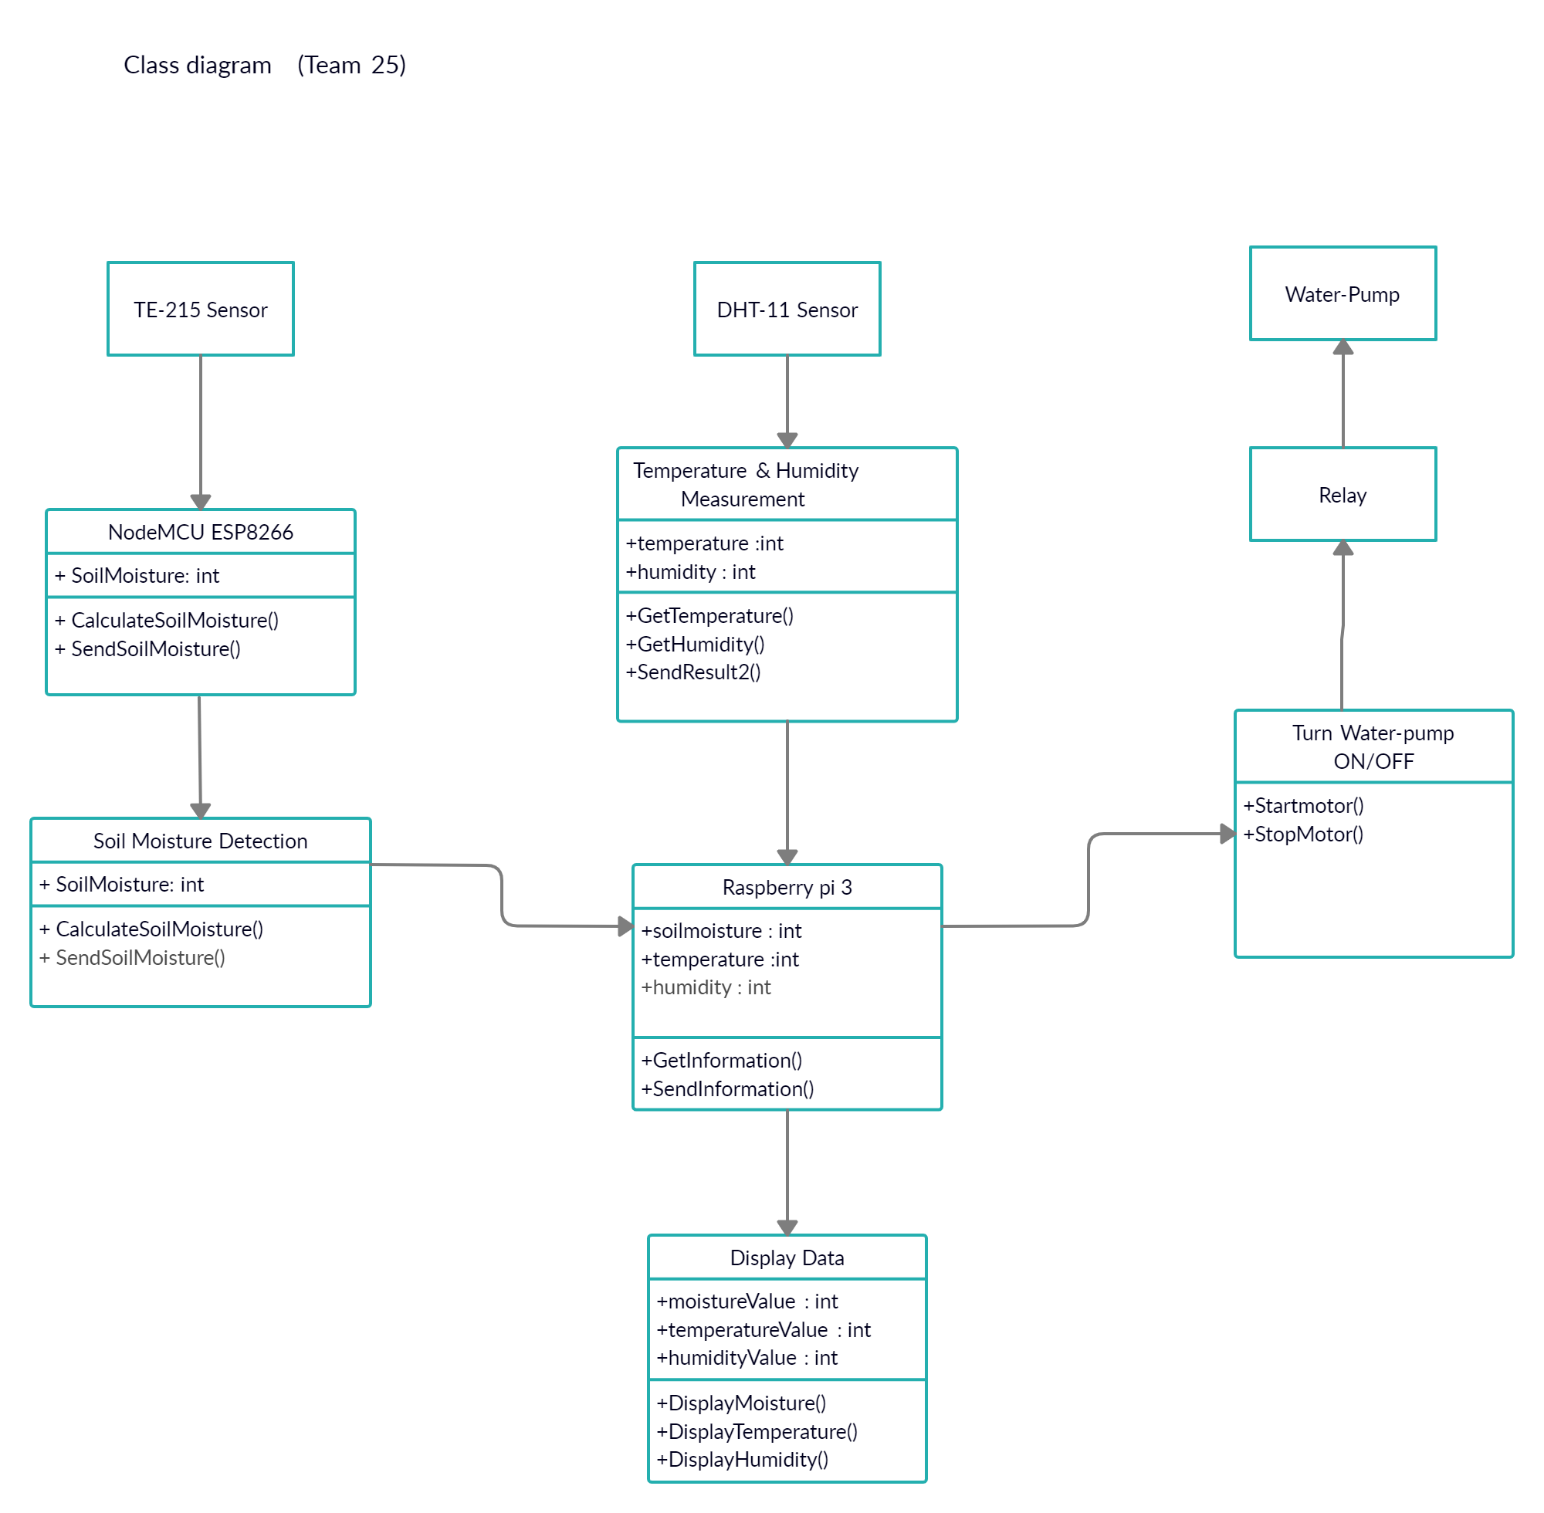 Class diagram (Team 25)
TE-215 Sensor
DHT-11 Sensor
Water-Pump
Relay
NodeMCU ESP8266
+ SoilMoisture: int
+ CalculateSoilMoisture()
+ SendSoilMoisture()
Temperature & Humidity
Measurement
+temperature :int
+humidity : int
+GetTemperature()
+GetHumidity()
+SendResult2()
Turn Water-pump
ON/OFF
+Startmotor()
+StopMotor()
Soil Moisture Detection
+ SoilMoisture: int
+ CalculateSoilMoisture()
+ SendSoilMoisture()
Raspberry pi 3
+soilmoisture : int
+temperature :int
+humidity : int
+GetInformation()
+SendInformation()
Display Data
+moistureValue : int
+temperatureValue : int
+humidityValue : int
+DisplayMoisture()
+DisplayTemperature()
+DisplayHumidity()